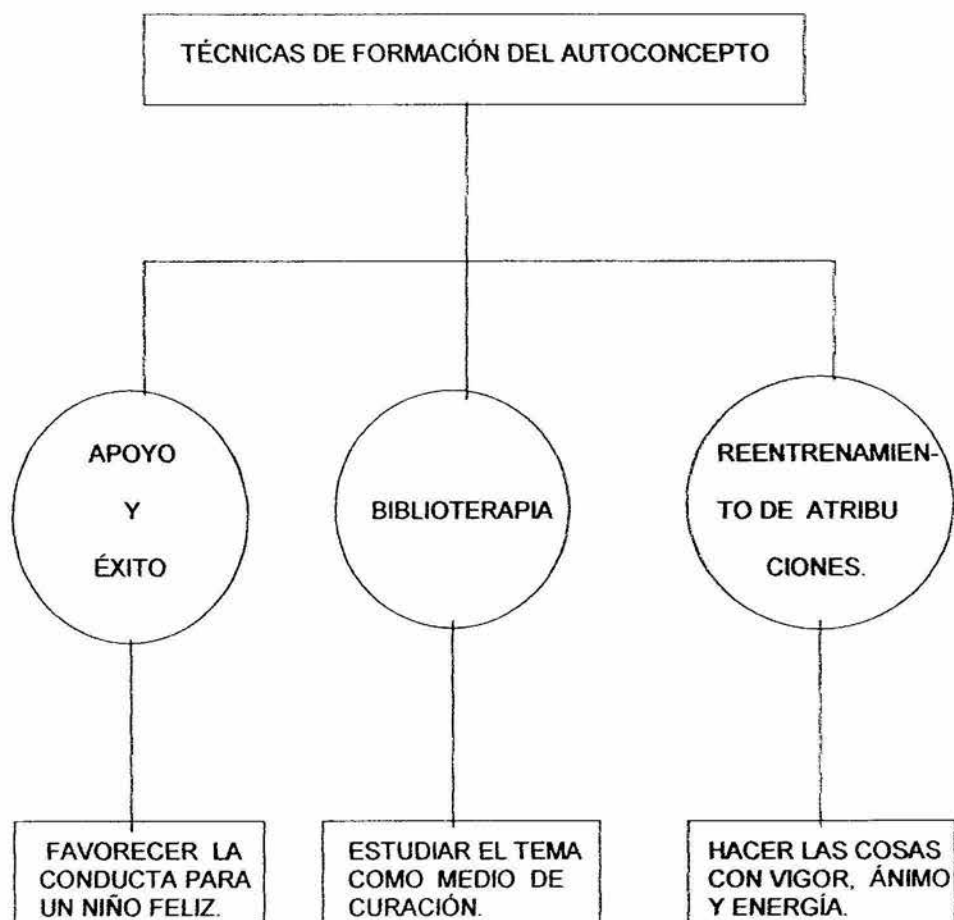 TÉCNICAS DE FORMACIÓN DEL AUTOCONCEPTO
APOYO
Y
ÉXITO
BIBLIOTERAPIA
REENTRENAMIEN-
TO DE ATRIBU
CIONES.
FAVORECER LA
CONDUCTA PARA
UN NIÑO FELIZ.
ESTUDIAR EL TEMA
COMO MEDIO DE
CURACIÓN.
HACER LAS COSAS
CON VIGOR, ÁNIMO
Y ENERGÍA.